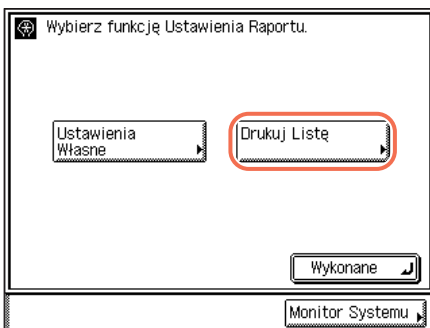 Wybierz funkcję Ustawienia Raportu.
Ustawienia
Własne
Drukuj Listę
Wykonane
Monitor Systemu